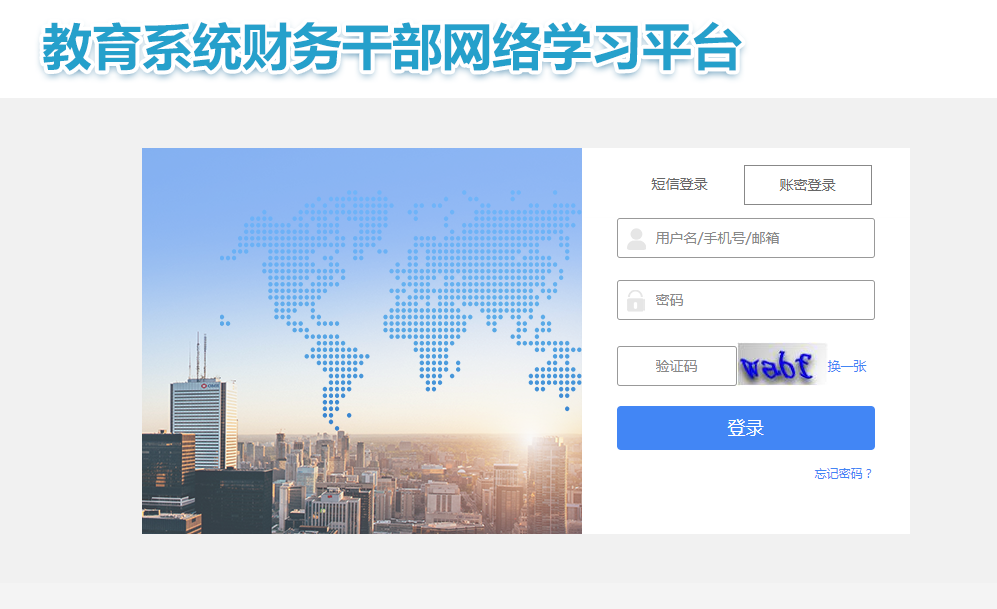 教育系统财务干部网络学习平台
短信登录
账密登录
用户名/手机号/邮箱
密码
验证码
换一张
登录
忘记密码？